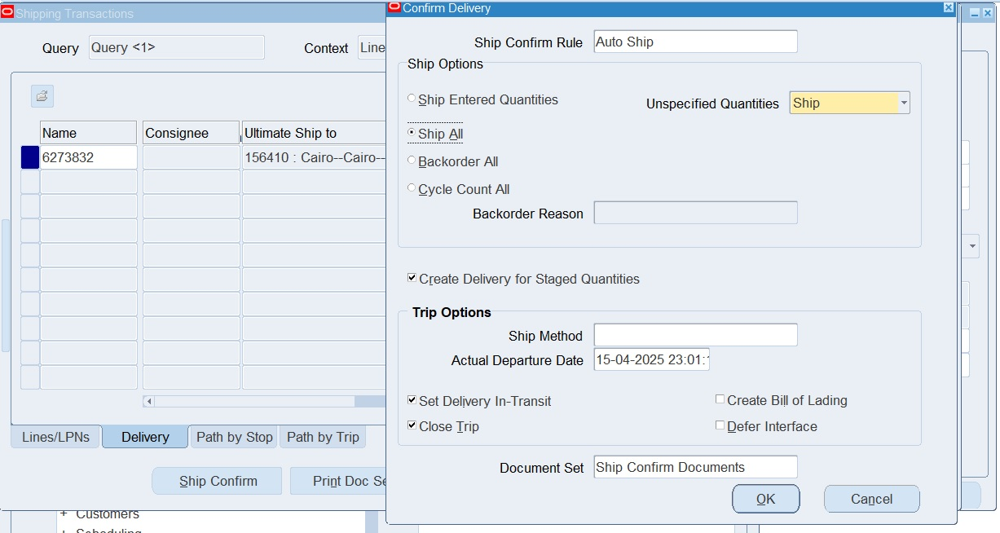 Shipping Transactions
Query Query <1> Context Line
Name Consignee Ultimate Ship to
6273832 156410 : Cairo--Cairo--
Lines/LPNs Delivery Path by Stop Path by Trip
Ship Confirm Print Doc Se
+ Customers
+ Scheduling
Confirm Delivery
Ship Confirm Rule Auto Ship
Ship Options
Ship Entered Quantities Unspecified Quantities Ship
Ship All
Backorder All
Cycle Count All
Backorder Reason
Create Delivery for Staged Quantities
Trip Options
Ship Method
Actual Departure Date 15-04-2025 23:01:1
Set Delivery In-Transit Create Bill of Lading
Close Trip Defer Interface
Document Set Ship Confirm Documents
OK Cancel